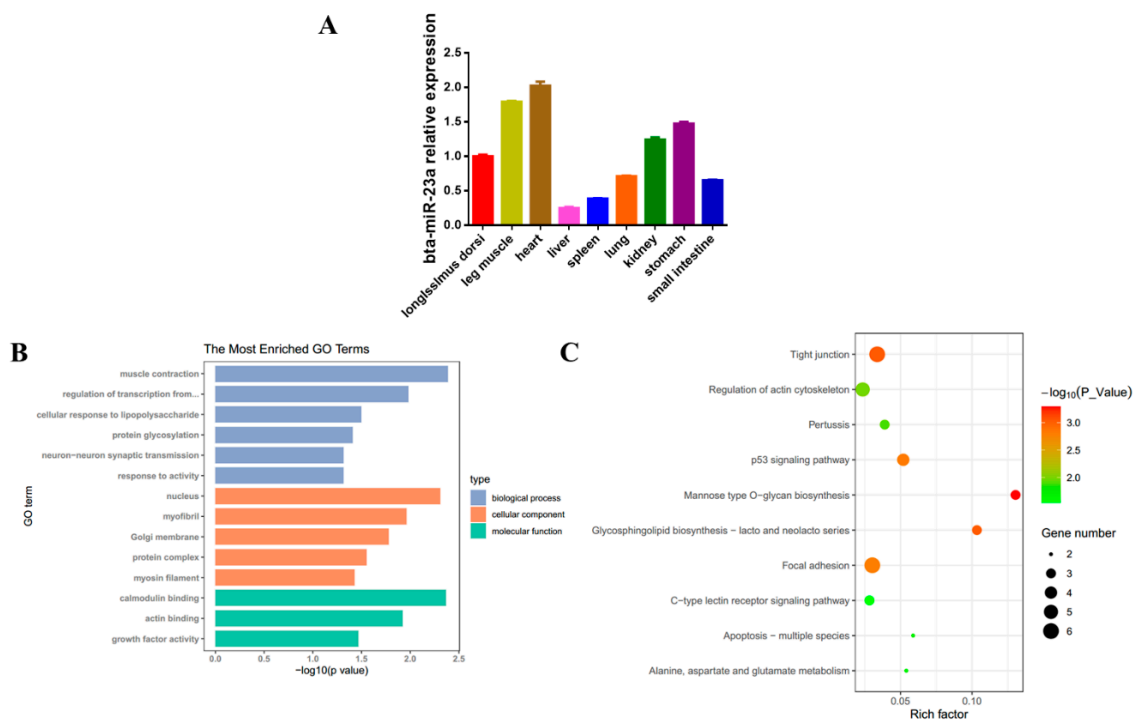 A
bta-miR-23a relative expression
2.5
2.0
1.5
1.0
0.5
0.0
longIssImus dorsi
leg muscle
heart
liver
spleen
lung
kidney
stomach
small intestine
B
The Most Enriched GO Terms
GO term
muscle contraction
regulation of transcription from...
cellular response to lipopolysaccharide
protein glycosylation
neuron−neuron synaptic transmission
response to activity
nucleus
myofibril
Golgi membrane
protein complex
myosin filament
calmodulin binding
actin binding
growth factor activity
0.0 0.5 1.0 1.5 2.0 2.5
−log10(p value)
type
biological process
cellular component
molecular function
C
Tight junction
Regulation of actin cytoskeleton
Pertussis
p53 signaling pathway
Mannose type O−glycan biosynthesis
Glycosphingolipid biosynthesis − lacto and neolacto series
Focal adhesion
C−type lectin receptor signaling pathway
Apoptosis − multiple species
Alanine, aspartate and glutamate metabolism
0.05 0.10
Rich factor
−log10(P_Value)
3.0
2.5
2.0
Gene number
2
3
4
5
6